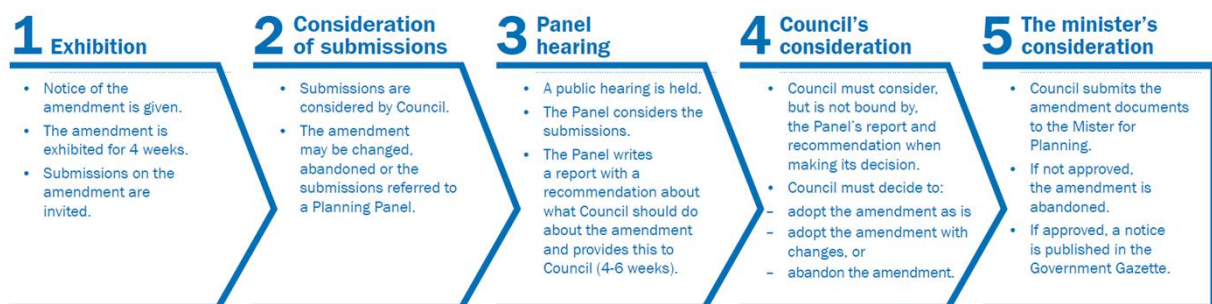 1 Exhibition
• Notice of the
amendment is given.
• The amendment is
exhibited for 4 weeks.
• Submissions on the
amendment are
invited.
2 Consideration
of submissions
• Submissions are
considered by Council.
• The amendment
may be changed,
abandoned or the
submissions referred to
a Planning Panel.
3 Panel
hearing
• A public hearing is held.
• The Panel considers the
submissions.
• The Panel writes
a report with a
recommendation about
what Council should do
about the amendment
and provides this to
Council (4-6 weeks).
4 Council's
consideration
• Council must consider,
but is not bound by,
the Panel's report and
recommendation when
making its decision.
• Council must decide to:
– adopt the amendment as is
– adopt the amendment with
changes, or
– abandon the amendment.
5 The minister's
consideration
• Council submits the
amendment documents
to the Mister for
Planning.
• If not approved,
the amendment is
abandoned.
• If approved, a notice
is published in the
Government Gazette.